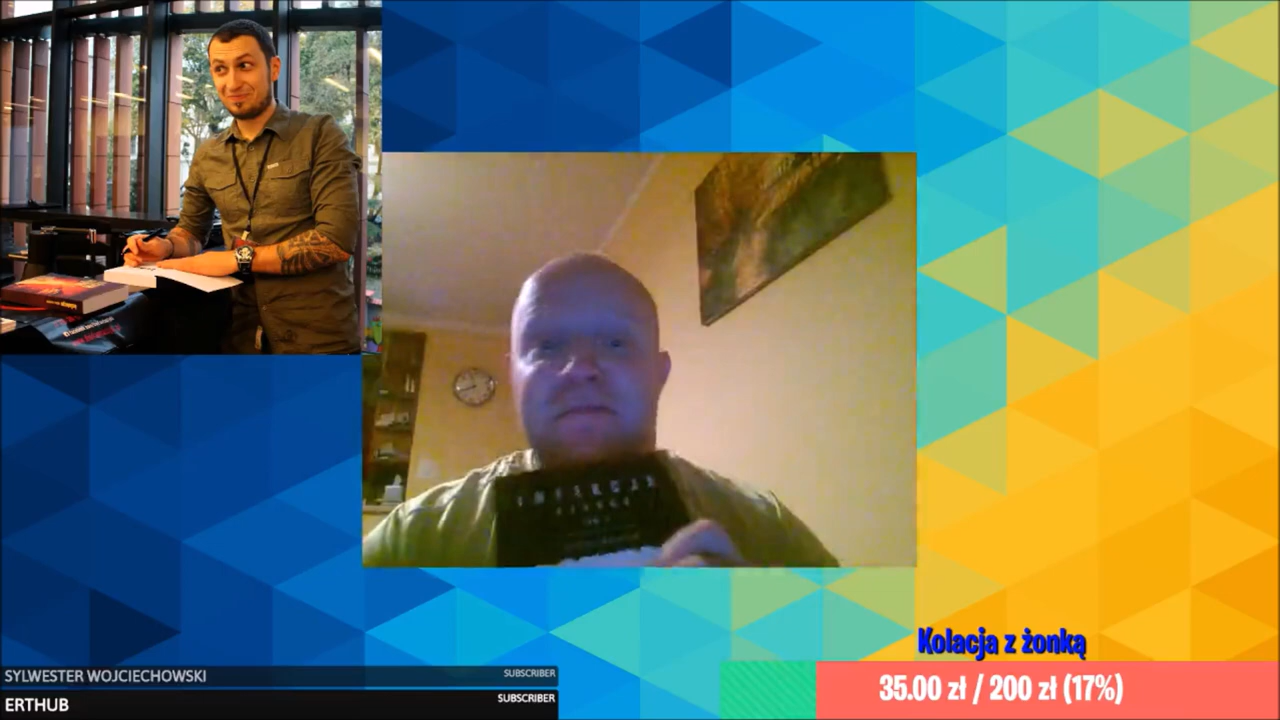 Kolacja z żonką
35.00 zł / 200 zł (17%)
SYLWESTER WOJCIECHOWSKI SUBSCRIBER
ERTHUB SUBSCRIBER